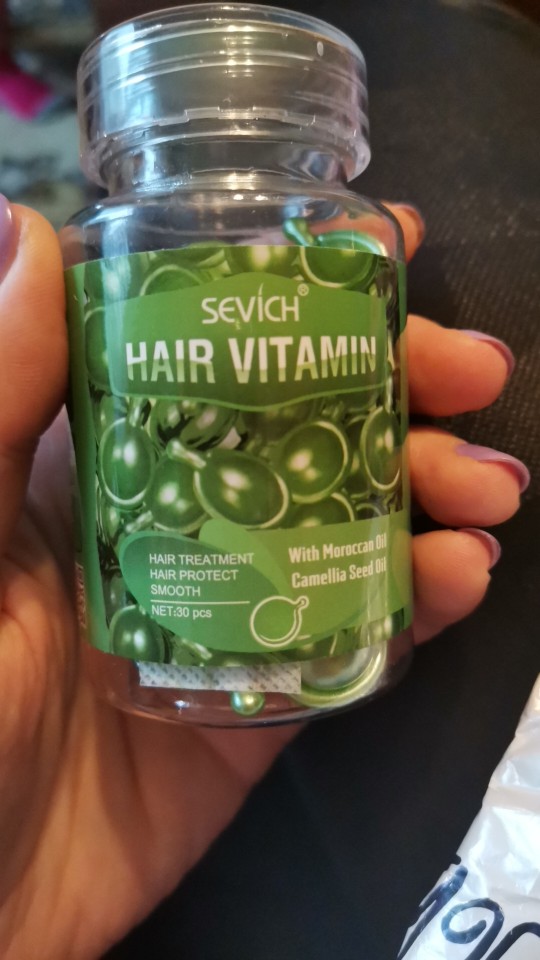 SEVICH®
HAIR VITAMIN
HAIR TREATMENT
HAIR PROTECT
SMOOTH
NET:30 pcs
With Moroccan Oil
Camellia Seed Oil